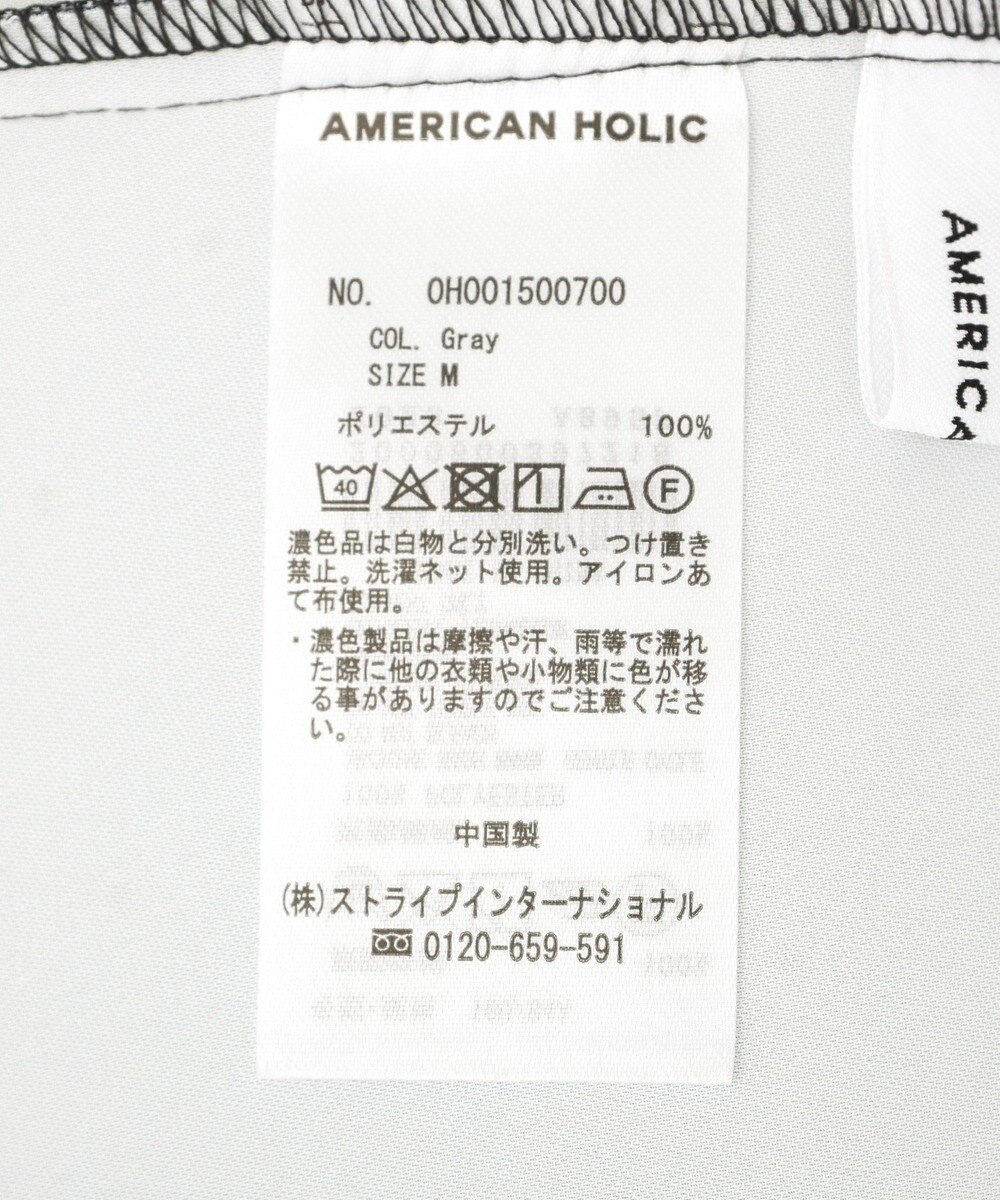 AMERICAN HOLIC
NO. 0H001500700
COL. Gray
SIZE M
ポリエステル 100%
40
F
濃色品は白物と分別洗い。つけ置き
禁止。洗濯ネット使用。アイロンあ
て布使用。
・濃色製品は摩擦や汗、雨等で濡れ
た際に他の衣類や小物類に色が移
る事がありますのでご注意くださ
い。
中国製
(株)ストライプインターナショナル
0120-659-591
AMERICA